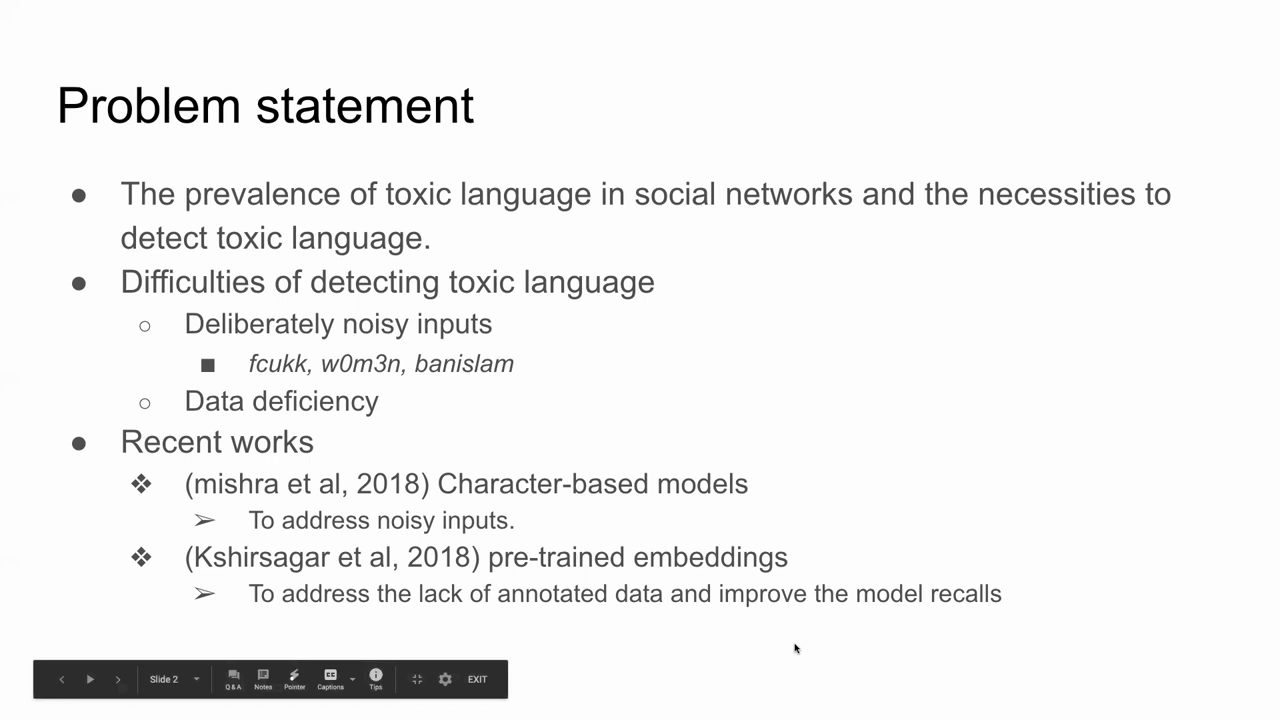 Problem statement
● The prevalence of toxic language in social networks and the necessities to
detect toxic language.
● Difficulties of detecting toxic language
○ Deliberately noisy inputs
■ fcukk, w0m3n, banislam
○ Data deficiency
● Recent works
❖ (mishra et al, 2018) Character-based models
➢ To address noisy inputs.
❖ (Kshirsagar et al, 2018) pre-trained embeddings
➢ To address the lack of annotated data and improve the model recalls
Slide 2 Q & A Notes Pointer Captions Tips EXIT